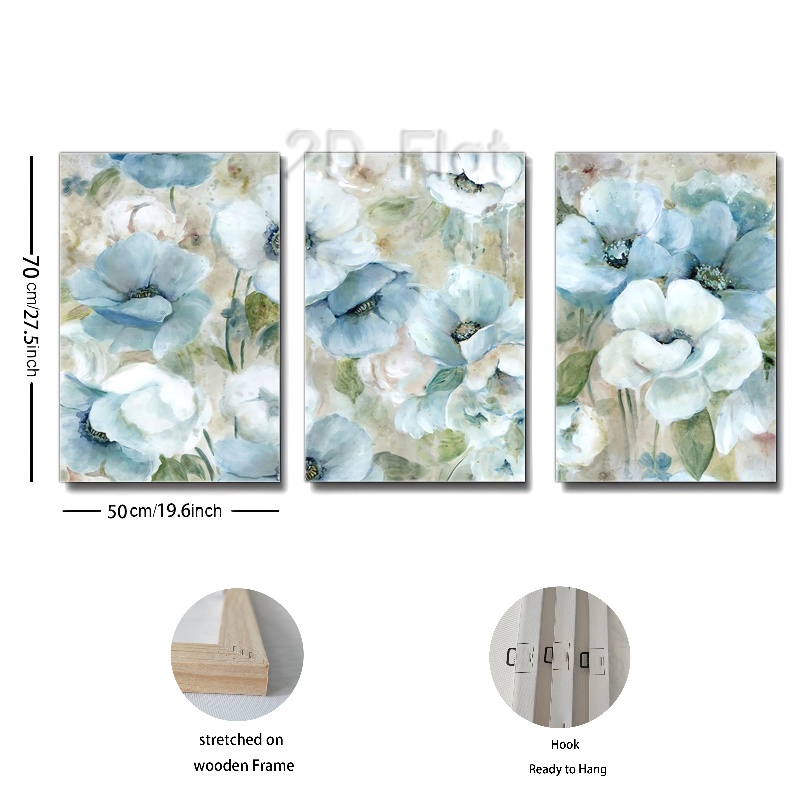 2D Flat
70 cm/27.5inch
50 cm/19.6inch
stretched on
wooden Frame
Hook
Ready to Hang